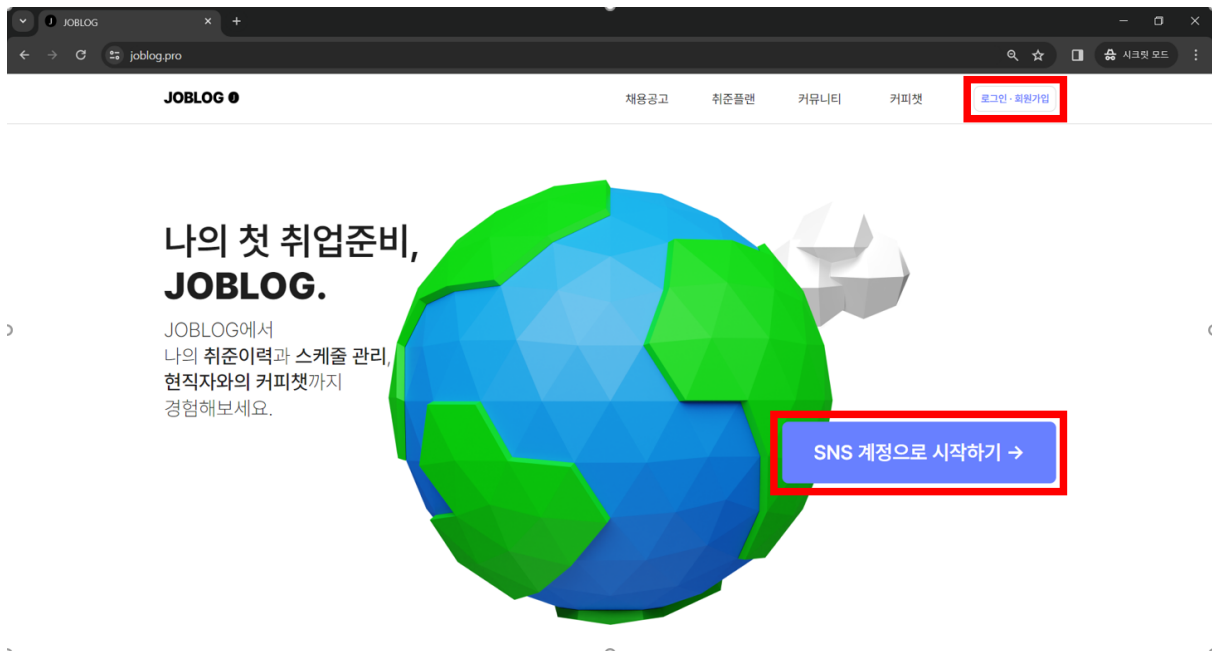 JOBLOG
joblog.pro
시크릿 모드
JOBLOG J
채용공고 취준플랜 커뮤니티 커피챗 로그인 · 회원가입
나의 첫 취업준비,
JOBLOG.
JOBLOG에서
나의 취준이력과 스케줄 관리,
현직자와의 커피챗까지
경험해보세요.
SNS 계정으로 시작하기 →